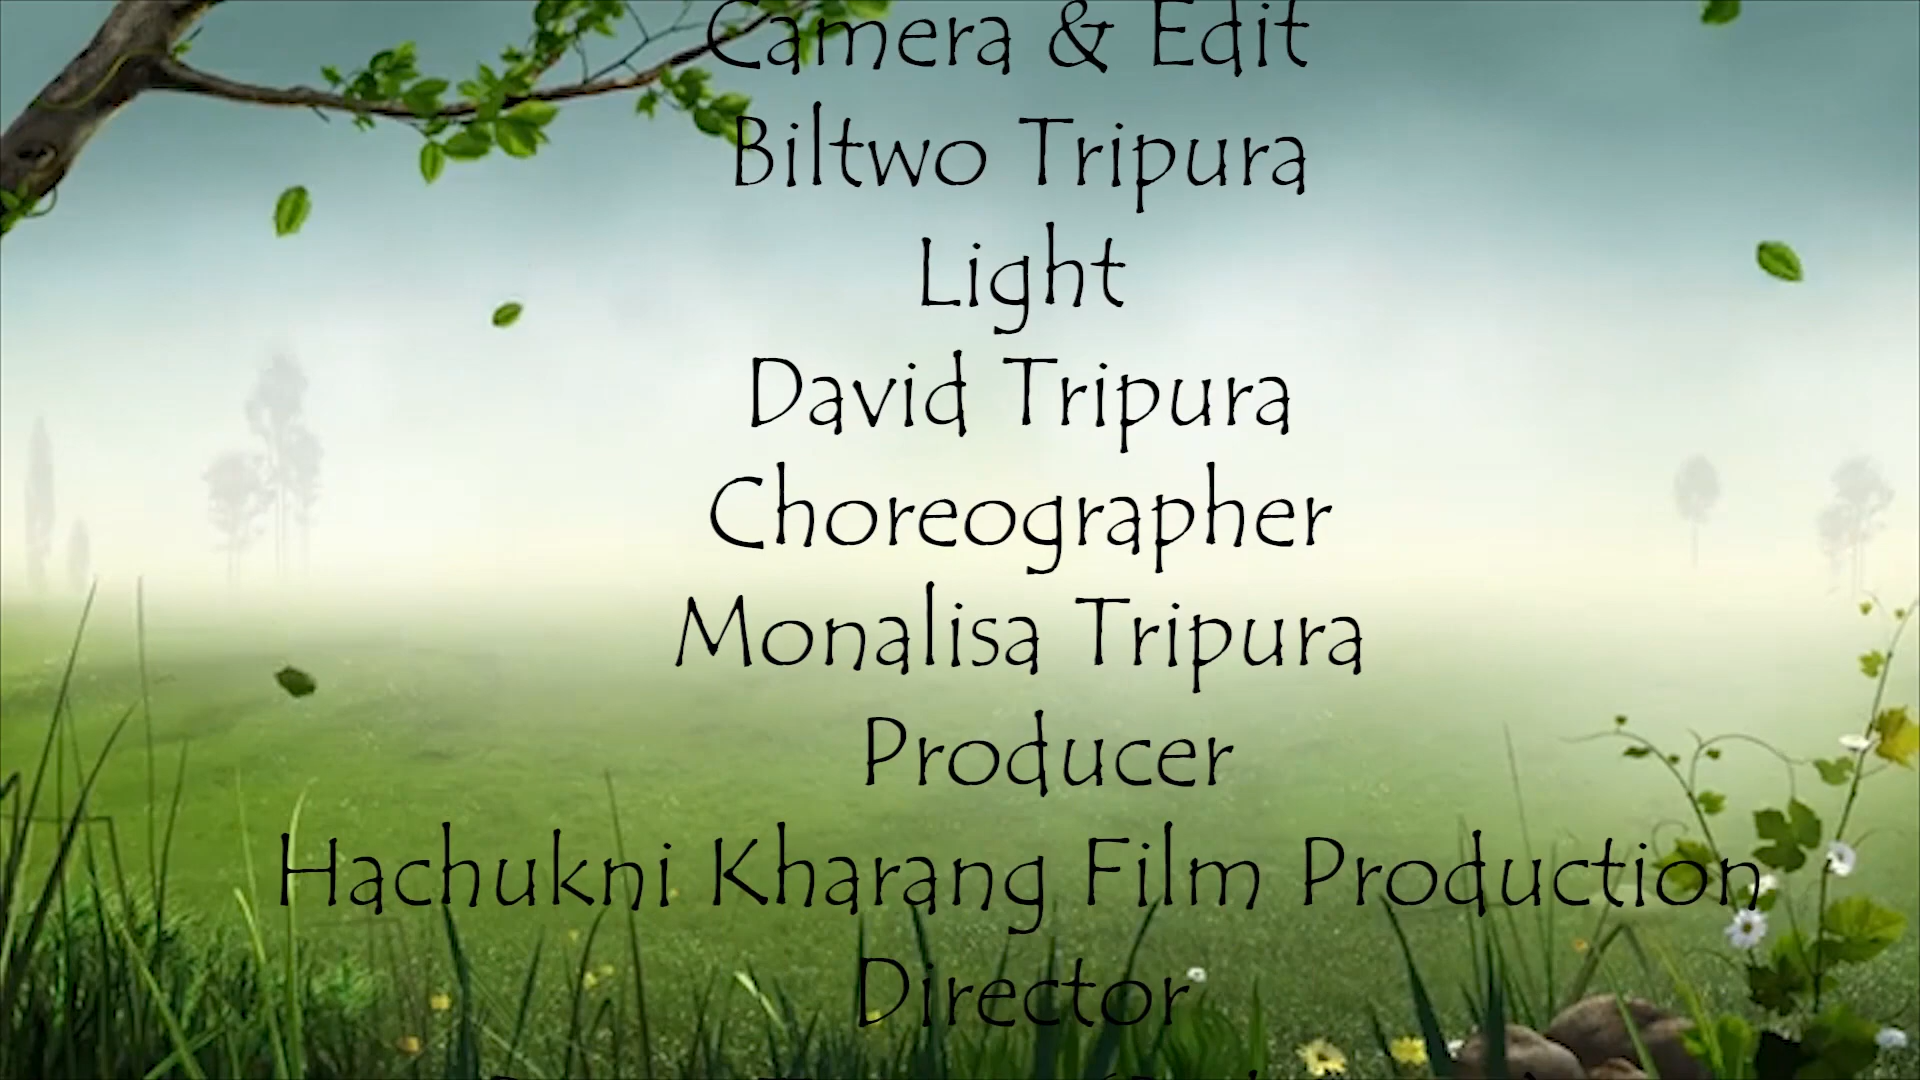 Camera & Edit
Biltwo Tripura
Light
David Tripura
Choreographer
Monalisa Tripura
Producer
Hachukni Kharang Film Production
Director